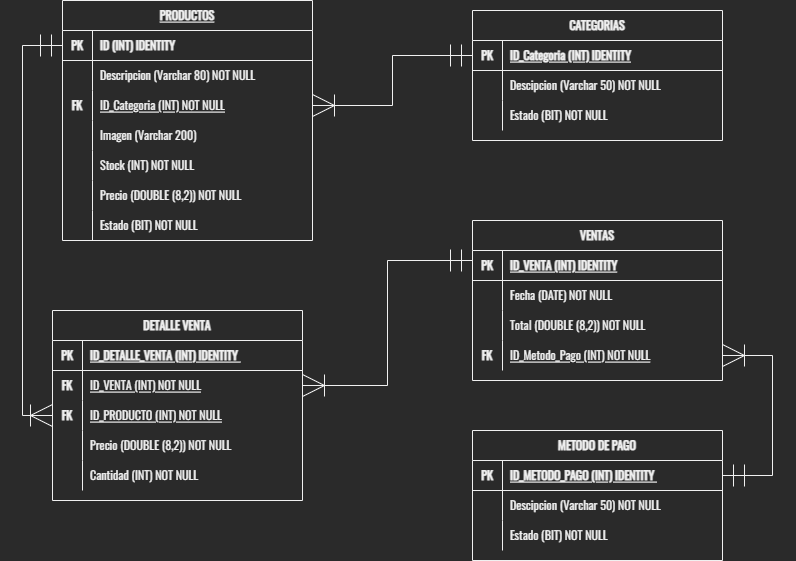 PRODUCTOS
PK ID (INT) IDENTITY
Descripcion (Varchar 80) NOT NULL
FK ID_Categoria (INT) NOT NULL
Imagen (Varchar 200)
Stock (INT) NOT NULL
Precio (DOUBLE (8,2)) NOT NULL
Estado (BIT) NOT NULL
CATEGORIAS
PK ID_Categoria (INT) IDENTITY
Descipcion (Varchar 50) NOT NULL
Estado (BIT) NOT NULL
VENTAS
PK ID_VENTA (INT) IDENTITY
Fecha (DATE) NOT NULL
Total (DOUBLE (8,2)) NOT NULL
FK ID_Metodo_Pago (INT) NOT NULL
DETALLE VENTA
PK ID_DETALLE_VENTA (INT) IDENTITY
FK ID_VENTA (INT) NOT NULL
FK ID_PRODUCTO (INT) NOT NULL
Precio (DOUBLE (8,2)) NOT NULL
Cantidad (INT) NOT NULL
METODO DE PAGO
PK ID_METODO_PAGO (INT) IDENTITY
Descipcion (Varchar 50) NOT NULL
Estado (BIT) NOT NULL